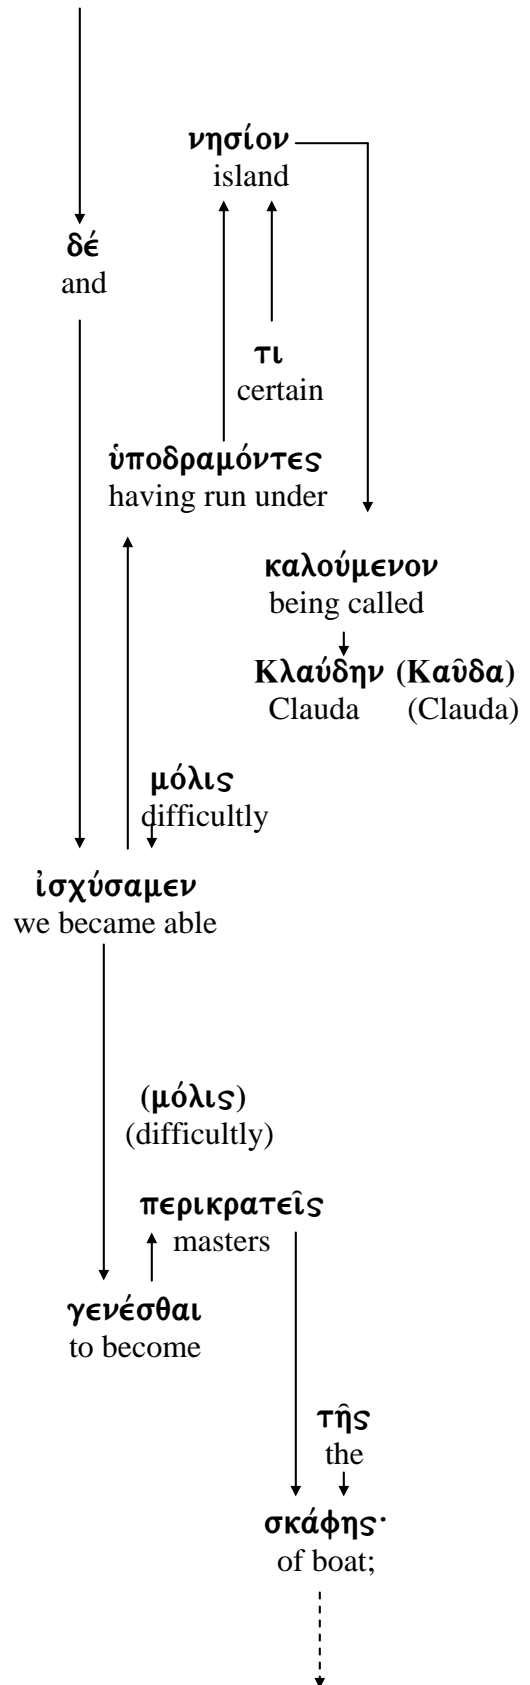 νησίον
island
δέ
and
τι
certain
ὑποδραμόντες
having run under
καλούμενον
being called
Κλαύδην (Καῦδα)
Clauda (Clauda)
μόλις
difficultly
ἰσχύσαμεν
we became able
(μόλις)
(difficultly)
περικρατεῖς
masters
γενέσθαι
to become
τῆς
the
σκάφης·
of boat;